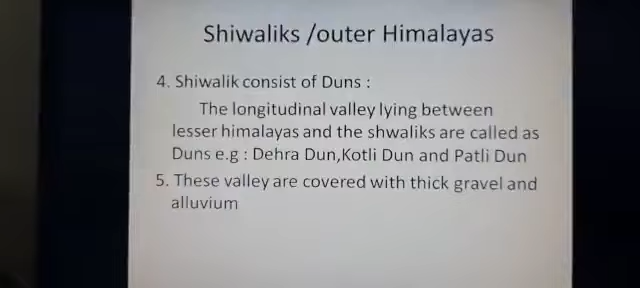 Shiwaliks /outer Himalayas
4. Shiwalik consist of Duns :
The longitudinal valley lying between
lesser himalayas and the shwaliks are called as
Duns e.g : Dehra Dun,Kotli Dun and Patli Dun
5. These valley are covered with thick gravel and
alluvium